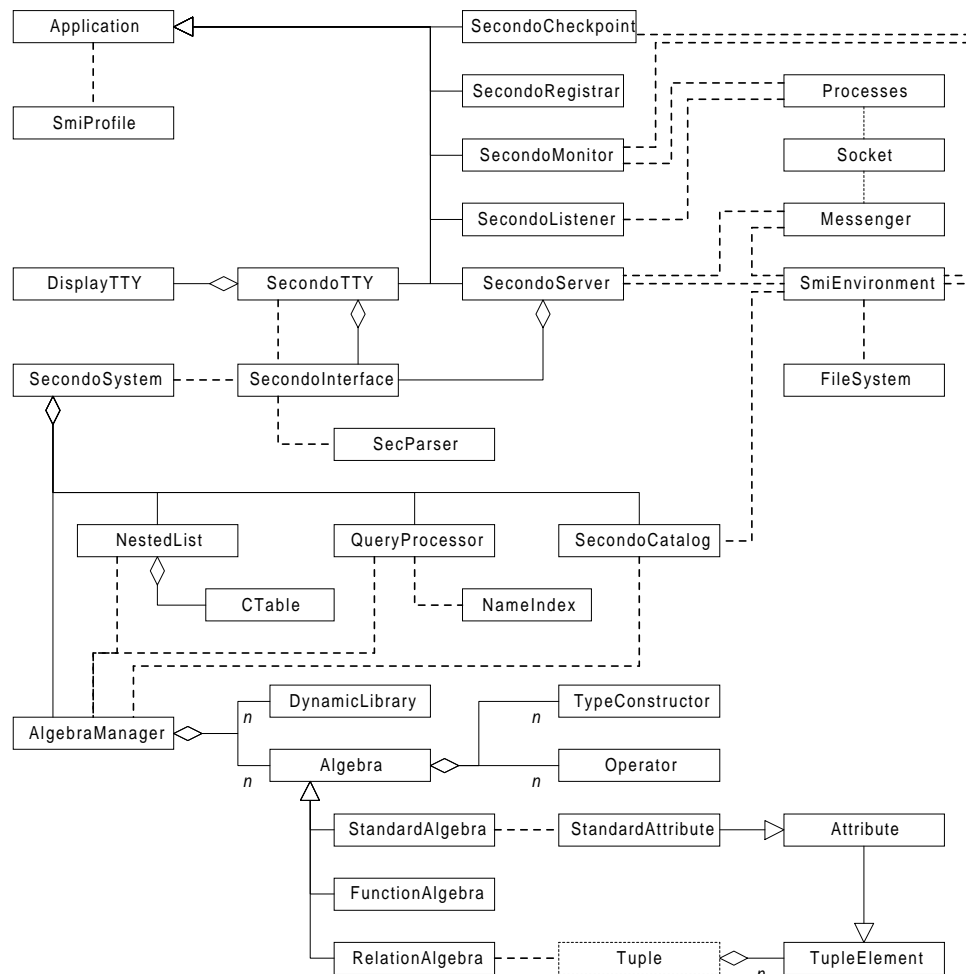 Application
SecondoCheckpoint
SmiProfile
SecondoRegistrar
Processes
SecondoMonitor
Socket
SecondoListener
Messenger
DisplayTTY
SecondoTTY
SecondoServer
SmiEnvironment
SecondoSystem
SecondoInterface
FileSystem
SecParser
NestedList
QueryProcessor
SecondoCatalog
CTable
NameIndex
DynamicLibrary
TypeConstructor
n
n
AlgebraManager
Algebra
Operator
n
n
StandardAlgebra
StandardAttribute
Attribute
FunctionAlgebra
RelationAlgebra
Tuple
TupleElement
n